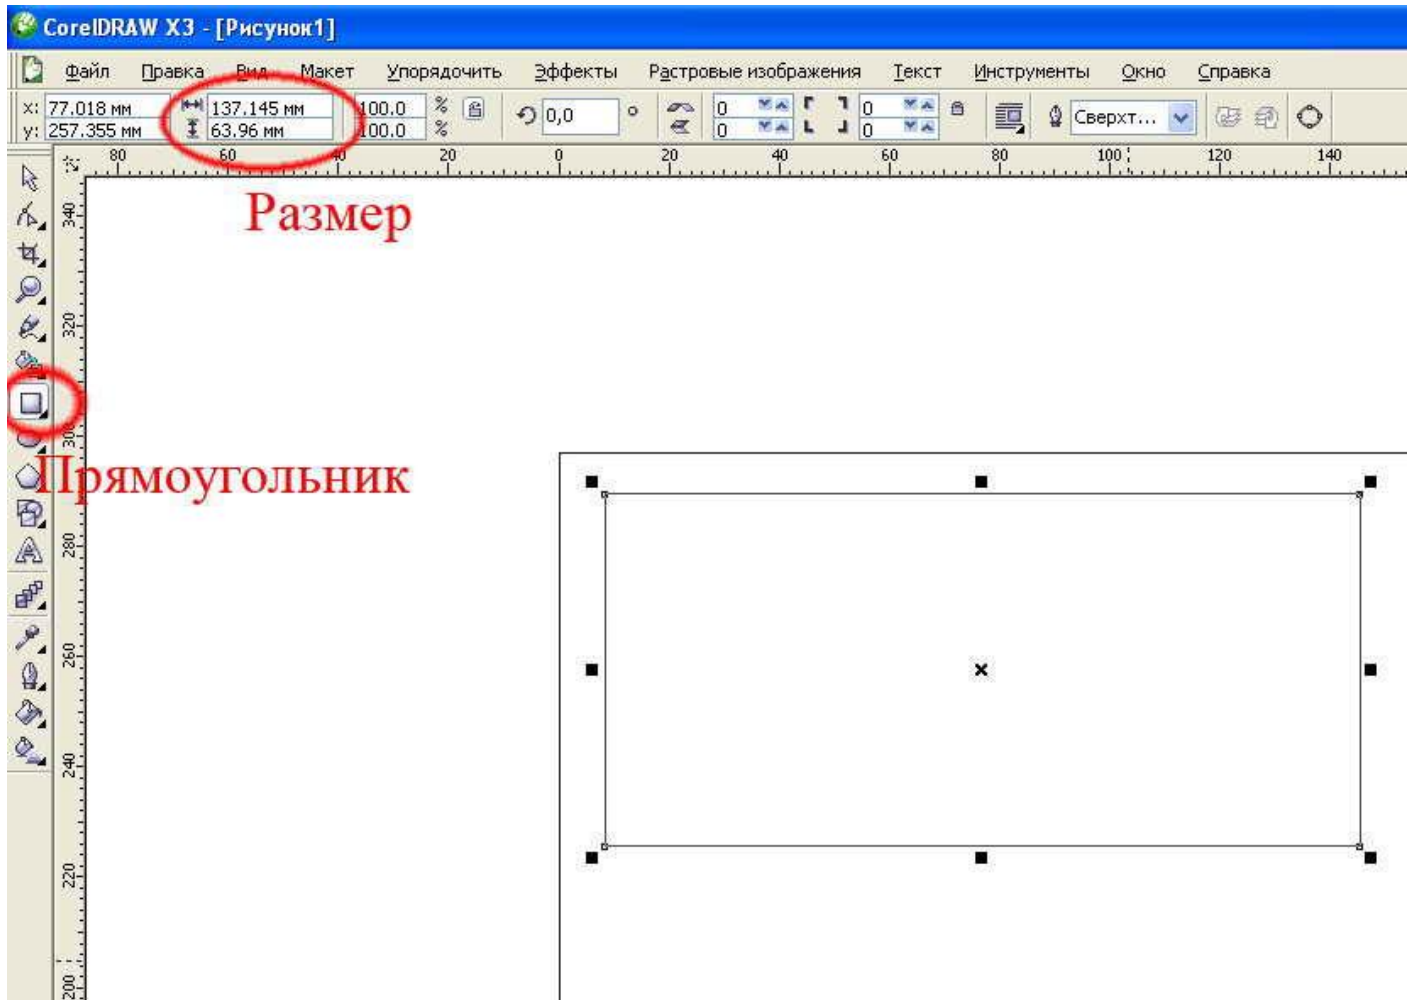 CorelDRAW X3 - [Рисунок1]
Файл Правка Вид Макет Упорядочить Эффекты Растровые изображения Текст Инструменты Окно Справка
x: 77.018 мм 137.145 мм 100.0 % 0,0 ° 0 0 Сверхт...
y: 257.355 мм 63.96 мм 100.0 % 0 0
80 60 40 20 0 20 40 60 80 100 120 140
Размер
340
320
300
Прямоугольник
280
260
240
220
200